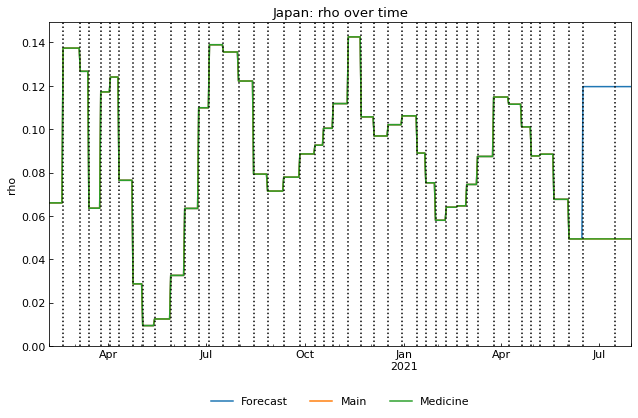 Japan: rho over time
0.14
0.12
0.10
0.08
0.06
0.04
0.02
0.00
rho
Apr Jul Oct Jan Apr Jul
2021
Forecast Main Medicine